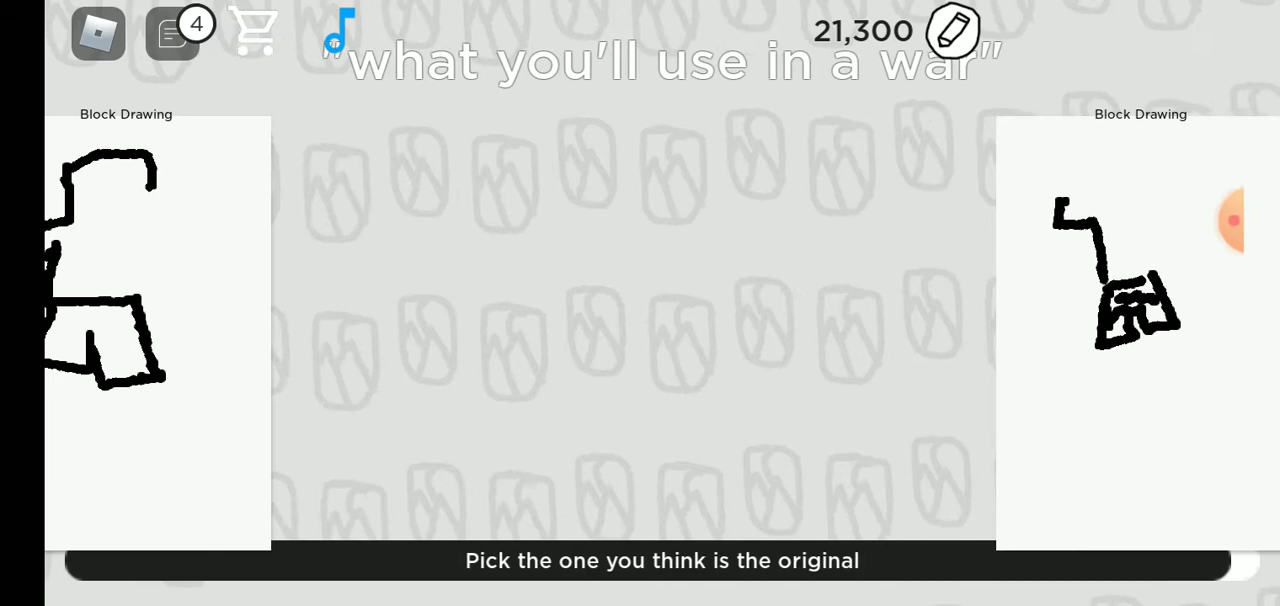 4
21,300
"what you'll use in a war"
Block Drawing
Block Drawing
Pick the one you think is the original